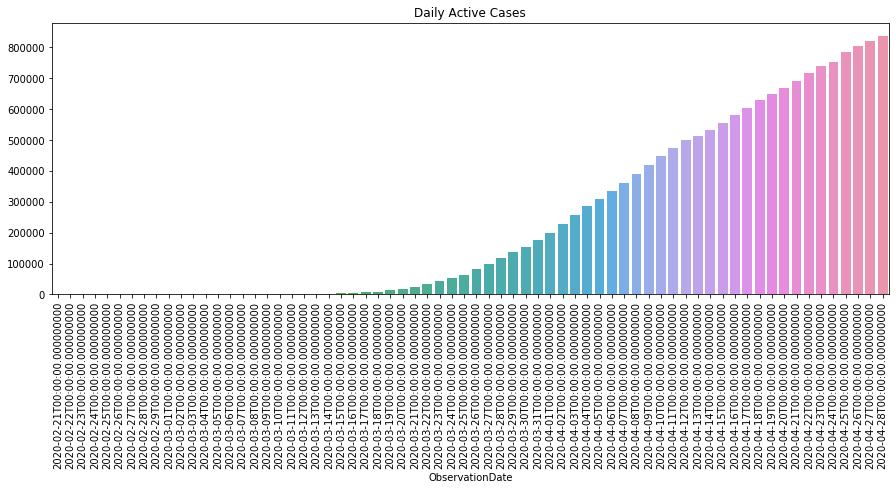 Daily Active Cases
800000
700000
600000
500000
400000
300000
200000
100000
0
2020-02-21T00:00:00.000000000
2020-02-22T00:00:00.000000000
2020-02-23T00:00:00.000000000
2020-02-24T00:00:00.000000000
2020-02-25T00:00:00.000000000
2020-02-26T00:00:00.000000000
2020-02-27T00:00:00.000000000
2020-02-28T00:00:00.000000000
2020-02-29T00:00:00.000000000
2020-03-01T00:00:00.000000000
2020-03-02T00:00:00.000000000
2020-03-03T00:00:00.000000000
2020-03-04T00:00:00.000000000
2020-03-05T00:00:00.000000000
2020-03-06T00:00:00.000000000
2020-03-07T00:00:00.000000000
2020-03-08T00:00:00.000000000
2020-03-09T00:00:00.000000000
2020-03-10T00:00:00.000000000
2020-03-11T00:00:00.000000000
2020-03-12T00:00:00.000000000
2020-03-13T00:00:00.000000000
2020-03-14T00:00:00.000000000
2020-03-15T00:00:00.000000000
2020-03-16T00:00:00.000000000
2020-03-17T00:00:00.000000000
2020-03-18T00:00:00.000000000
2020-03-19T00:00:00.000000000
2020-03-20T00:00:00.000000000
2020-03-21T00:00:00.000000000
2020-03-22T00:00:00.000000000
2020-03-23T00:00:00.000000000
2020-03-24T00:00:00.000000000
2020-03-25T00:00:00.000000000
2020-03-26T00:00:00.000000000
2020-03-27T00:00:00.000000000
2020-03-28T00:00:00.000000000
2020-03-29T00:00:00.000000000
2020-03-30T00:00:00.000000000
2020-03-31T00:00:00.000000000
2020-04-01T00:00:00.000000000
2020-04-02T00:00:00.000000000
2020-04-03T00:00:00.000000000
2020-04-04T00:00:00.000000000
2020-04-05T00:00:00.000000000
2020-04-06T00:00:00.000000000
2020-04-07T00:00:00.000000000
2020-04-08T00:00:00.000000000
2020-04-09T00:00:00.000000000
2020-04-10T00:00:00.000000000
2020-04-11T00:00:00.000000000
2020-04-12T00:00:00.000000000
2020-04-13T00:00:00.000000000
2020-04-14T00:00:00.000000000
2020-04-15T00:00:00.000000000
2020-04-16T00:00:00.000000000
2020-04-17T00:00:00.000000000
2020-04-18T00:00:00.000000000
2020-04-19T00:00:00.000000000
2020-04-20T00:00:00.000000000
2020-04-21T00:00:00.000000000
2020-04-22T00:00:00.000000000
2020-04-23T00:00:00.000000000
2020-04-24T00:00:00.000000000
2020-04-25T00:00:00.000000000
2020-04-26T00:00:00.000000000
2020-04-27T00:00:00.000000000
2020-04-28T00:00:00.000000000
ObservationDate